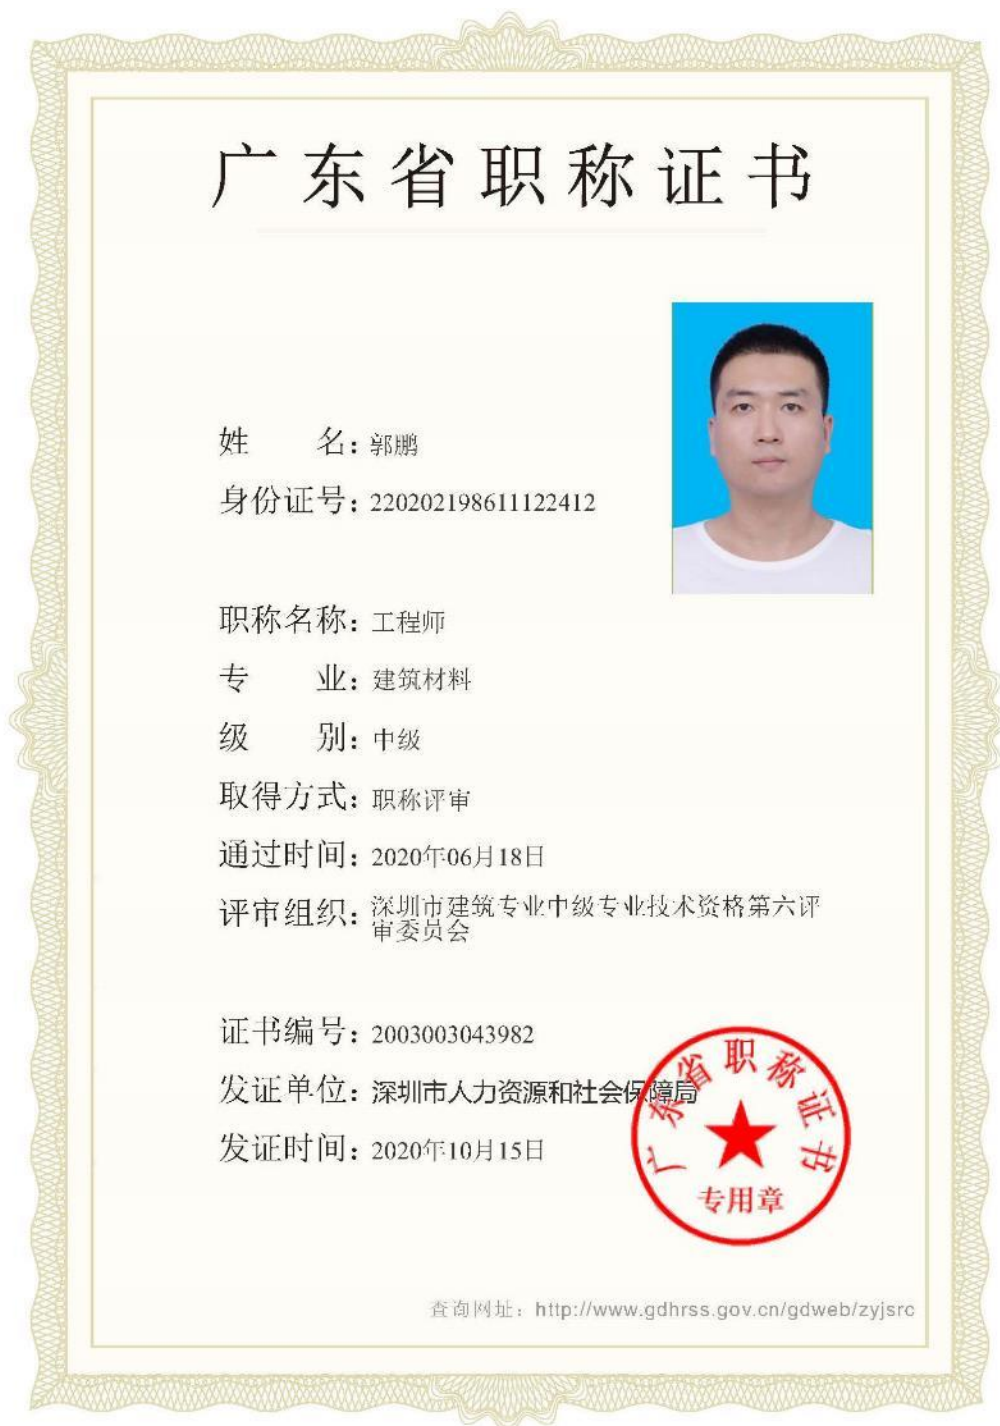 广东省职称证书
姓 名：郭鹏
身份证号：220202198611122412
职称名称：工程师
专 业：建筑材料
级 别：中级
取得方式：职称评审
通过时间：2020年06月18日
评审组织：深圳市建筑专业中级专业技术资格第六评
审委员会
证书编号：2003003043982
发证单位：深圳市人力资源和社会保障局
发证时间：2020年10月15日
广东省职称证书
专用章
查询网址：http://www.gdhrss.gov.cn/gdweb/zyjsrc